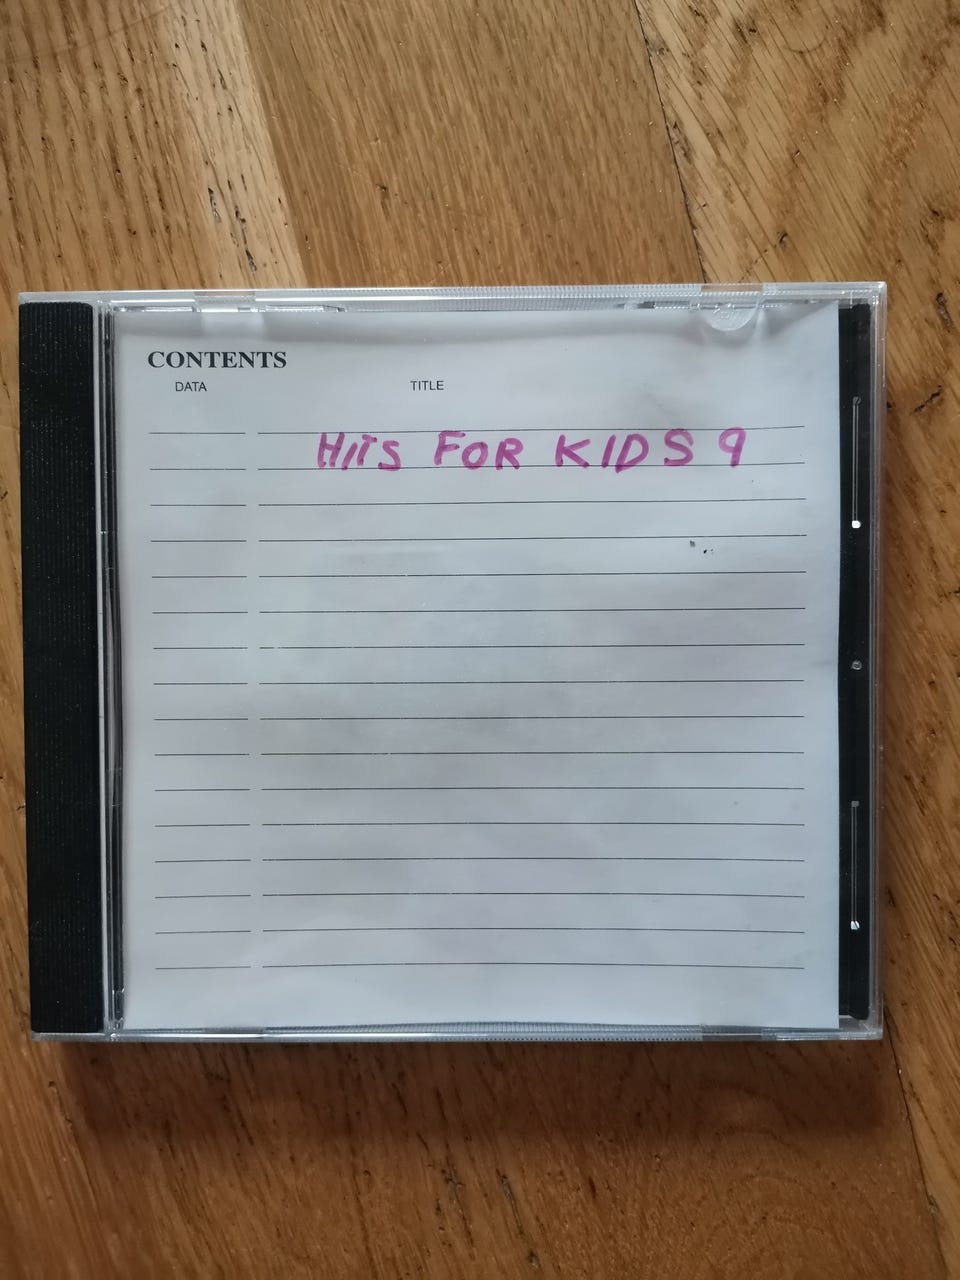 CONTENTS
DATA TITLE
HITS FOR KIDS 9